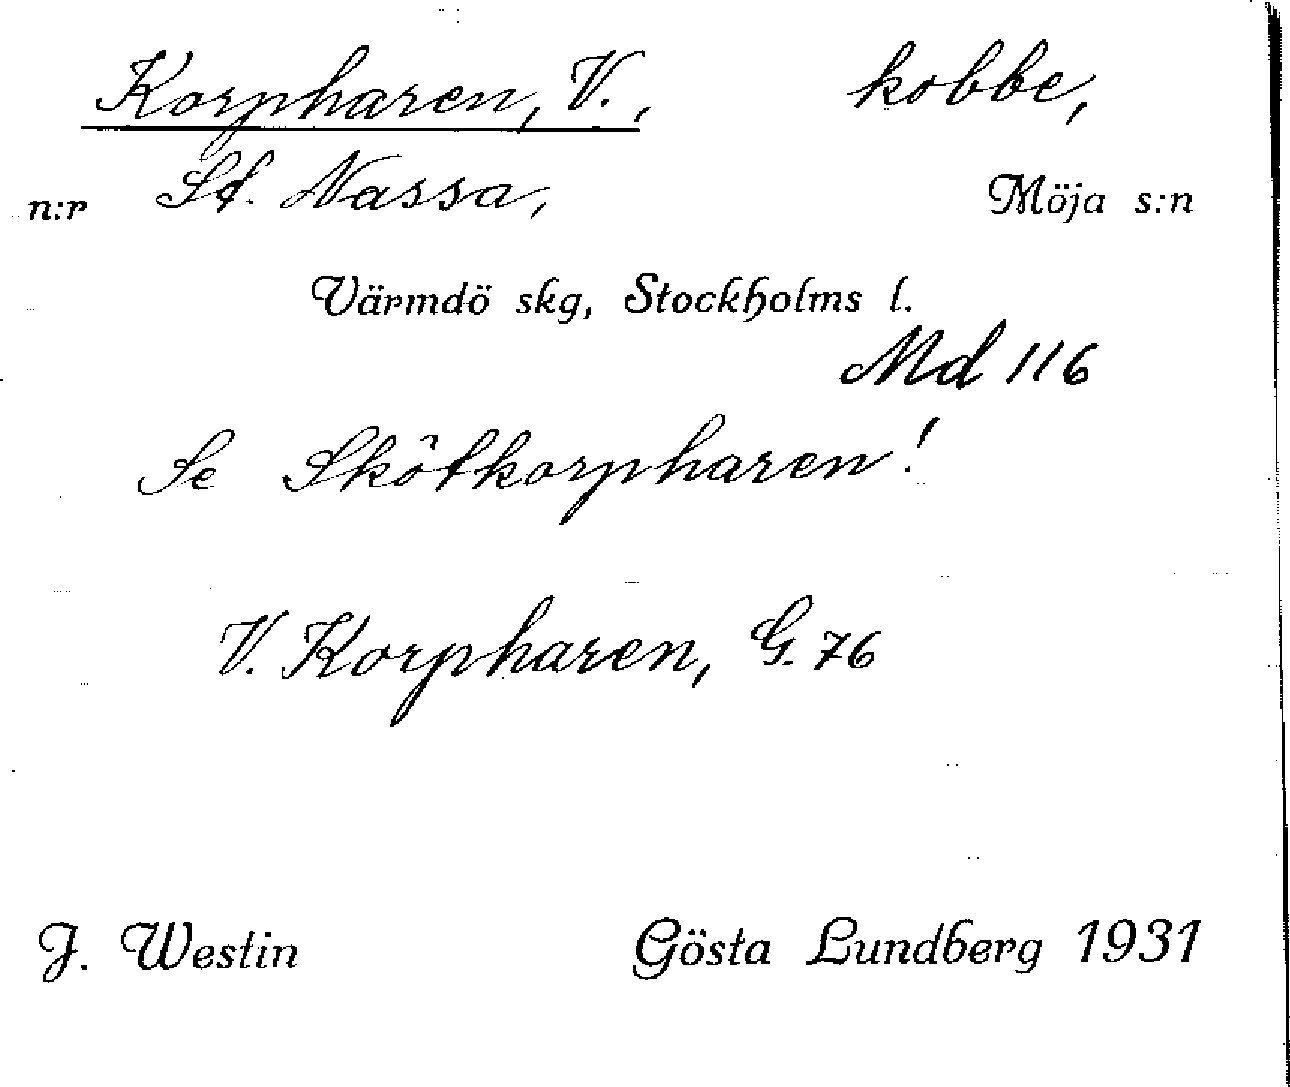 Korpharen, V., kobbe,
n:r St. Nassa, Möja s:n
Värmdö skg, Stockholms l.
Md 116
Se Skötkorpharen!
V. Korpharen, G. 76
J. Westin Gösta Lundberg 1931